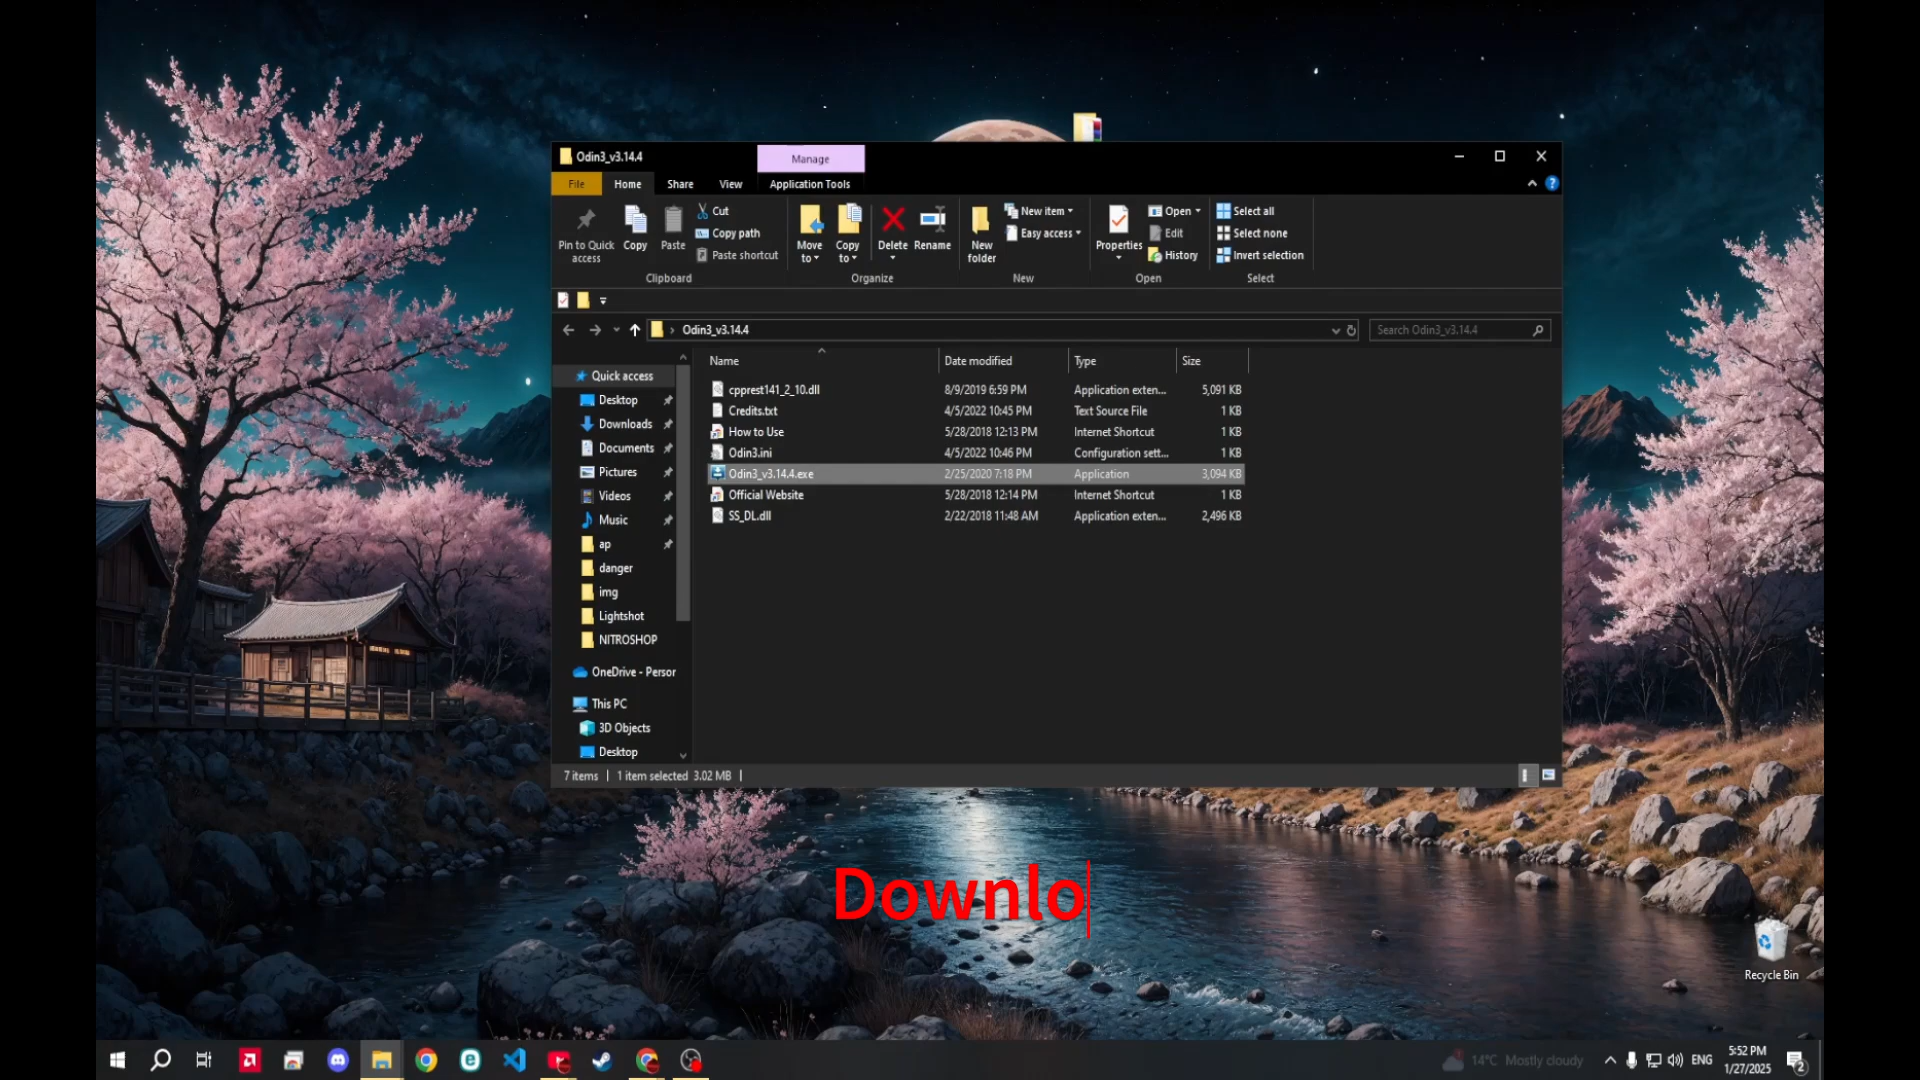 Odin3_v3.14.4
Manage
File
Home
Share
View
Application Tools
Pin to Quick access
Copy
Paste
Cut
Copy path
Paste shortcut
Clipboard
Move to
Copy to
Delete
Rename
Organize
New folder
New item
Easy access
New
Properties
Open
Edit
History
Open
Select all
Select none
Invert selection
Select
Odin3_v3.14.4
Search Odin3_v3.14.4
Name Date modified Type Size
cpprest141_2_10.dll 8/9/2019 6:59 PM Application exten... 5,091 KB
Credits.txt 4/5/2022 10:45 PM Text Source File 1 KB
How to Use 5/28/2018 12:13 PM Internet Shortcut 1 KB
Odin3.ini 4/5/2022 10:46 PM Configuration sett... 1 KB
Odin3_v3.14.4.exe 2/25/2020 7:18 PM Application 3,094 KB
Official Website 5/28/2018 12:14 PM Internet Shortcut 1 KB
SS_DL.dll 2/22/2018 11:48 AM Application exten... 2,496 KB
Quick access
Desktop
Downloads
Documents
Pictures
Videos
Music
ap
danger
img
Lightshot
NITROSHOP
OneDrive - Persor
This PC
3D Objects
Desktop
7 items 1 item selected 3.02 MB
Downlo
Recycle Bin
14°C Mostly cloudy
ENG
5:52 PM
1/27/2025
2